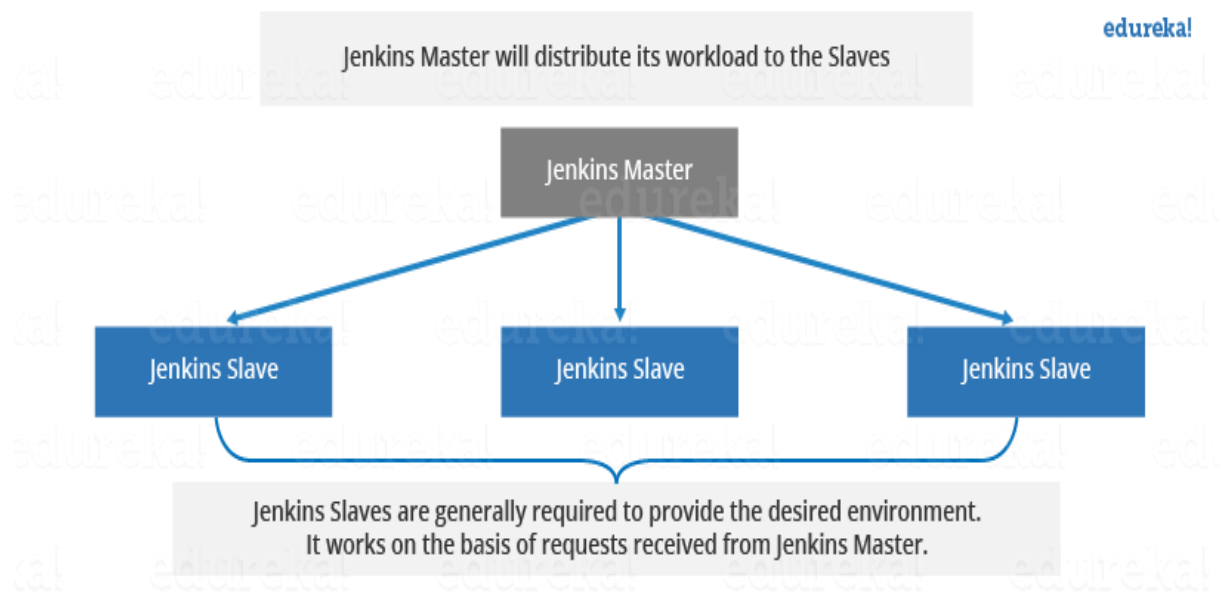 edureka!
Jenkins Master will distribute its workload to the Slaves
Jenkins Master
Jenkins Slave
Jenkins Slave
Jenkins Slave
Jenkins Slaves are generally required to provide the desired environment.
It works on the basis of requests received from Jenkins Master.